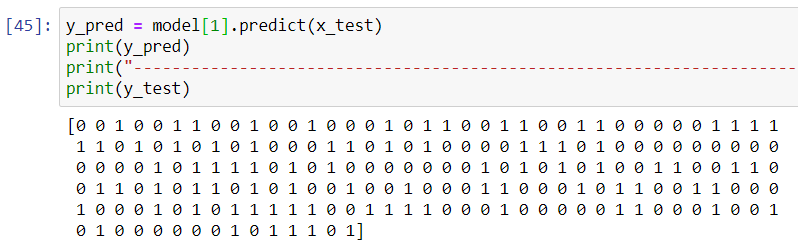 [45]: y_pred = model[1].predict(x_test)
print(y_pred)
print("---------------------------------------------------------------------
print(y_test)
[0 0 1 0 0 1 1 0 0 1 0 0 1 0 0 0 1 0 1 1 0 0 1 1 0 0 1 1 0 0 0 0 0 1 1 1 1
1 1 0 1 0 1 0 1 0 1 0 0 0 1 1 0 1 0 1 0 0 0 0 1 1 1 0 1 0 0 0 0 0 0 0 0 0
0 0 0 0 1 0 1 1 1 1 0 1 0 1 0 0 0 0 0 0 0 1 0 1 0 1 0 1 0 0 1 1 0 0 1 1 0
0 1 1 0 1 0 1 1 0 1 0 1 0 0 1 0 0 1 0 0 0 1 1 0 0 0 1 0 1 1 0 0 1 1 0 0 0
1 0 0 0 1 0 1 0 1 1 1 1 1 0 0 1 1 1 1 0 0 0 1 0 0 0 0 0 1 1 0 0 0 1 0 0 1
0 1 0 0 0 0 0 0 1 0 1 1 1 0 1]